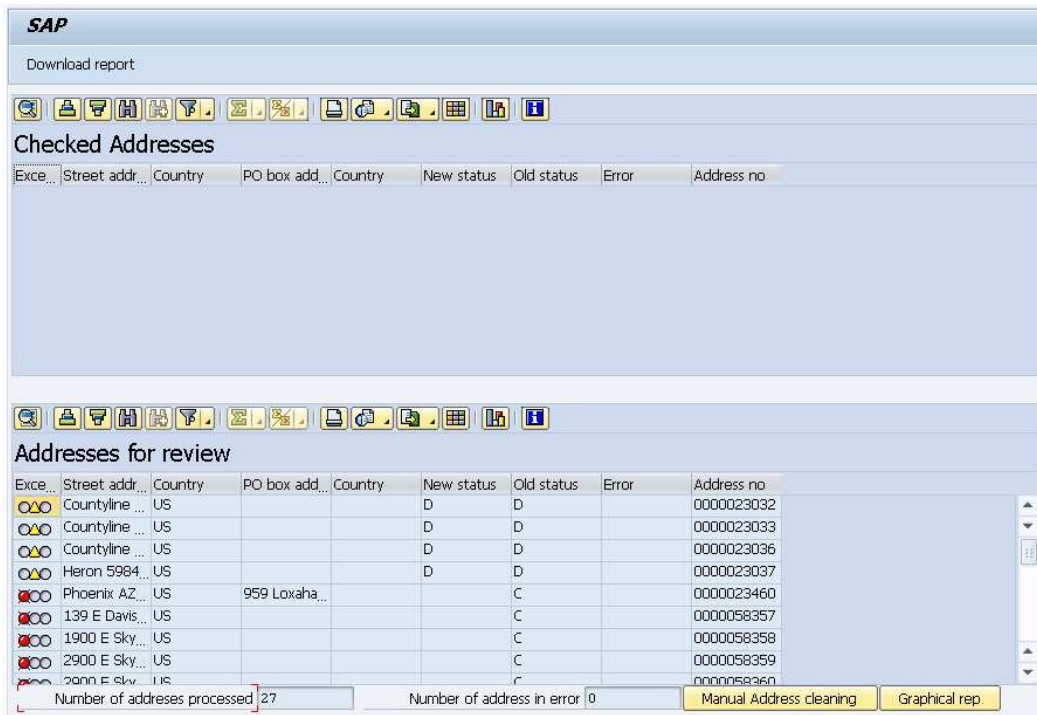 SAP
Download report
Checked Addresses
Exce... Street addr... Country PO box add... Country New status Old status Error Address no
Addresses for review
Exce... Street addr... Country PO box add... Country New status Old status Error Address no
Countyline ... US D D 0000023032
Countyline ... US D D 0000023033
Countyline ... US D D 0000023036
Heron 5984... US D D 0000023037
Phoenix AZ... US 959 Loxaha... C 0000023460
139 E Davis... US C 0000058357
1900 E Sky... US C 0000058358
2900 E Sky... US C 0000058359
2900 E Sky... US C 0000058360
Number of addreses processed 27 Number of address in error 0 Manual Address cleaning Graphical rep.